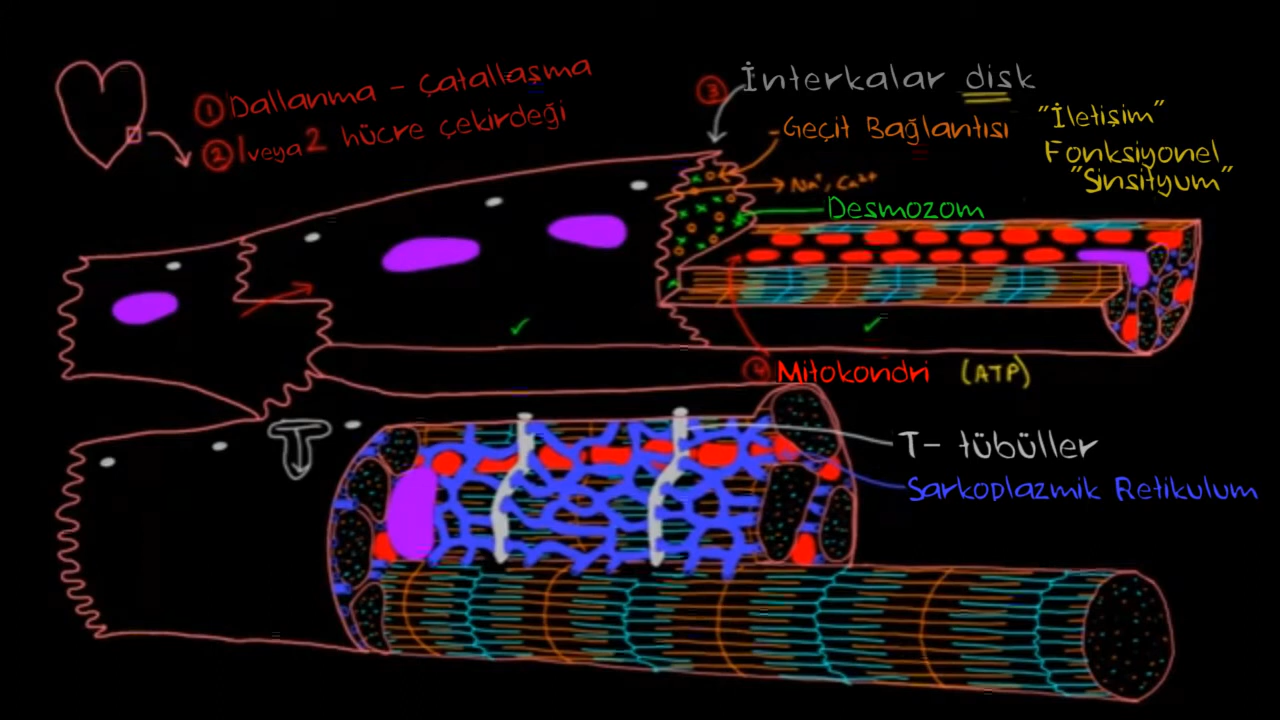 ① Dallanma - Çatallaşma
② 1 veya 2 hücre çekirdeği
③ İnterkalar disk
- Geçit Bağlantısı
"İletişim"
Fonksiyonel
"Sinsityum"
Na⁺, Ca²⁺
Desmozom
④ Mitokondri (ATP)
T
T- tübüller
Sarkoplazmik Retikulum